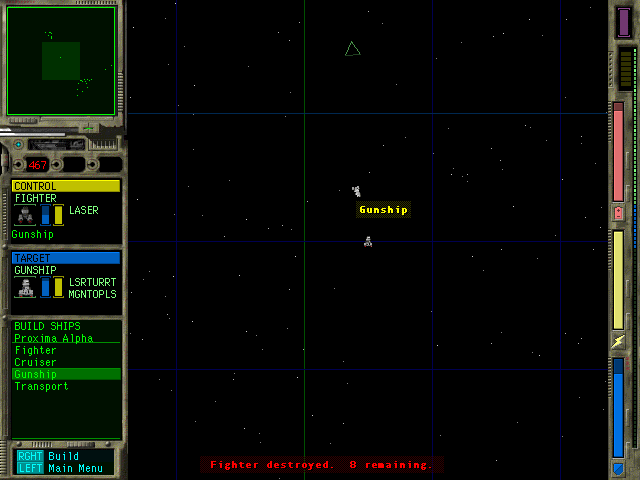 467
CONTROL
FIGHTER
LASER
Gunship
TARGET
GUNSHIP
LSRTURRT
MGNTOPLS
BUILD SHIPS
Proxima Alpha
Fighter
Cruiser
Gunship
Transport
RGHT Build
LEFT Main Menu
Gunship
Fighter destroyed. 8 remaining.